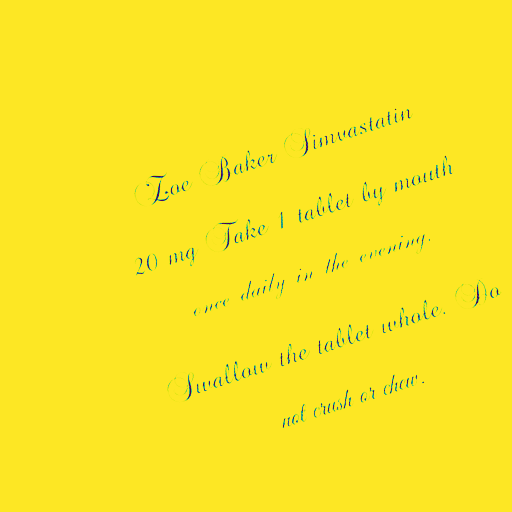 Zoe Baker Simvastatin
20 mg Take 1 tablet by mouth
once daily in the evening.
Swallow the tablet whole. Do
not crush or chew.